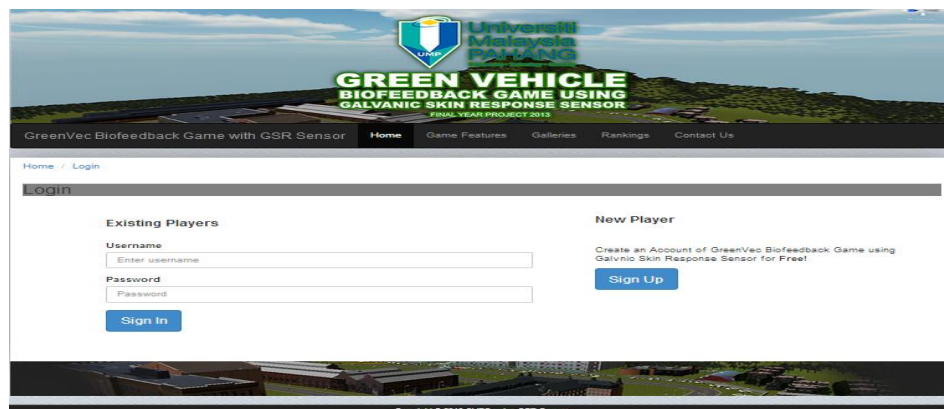 Universiti
Malaysia
PAHANG
UMP
GREEN VEHICLE
BIOFEEDBACK GAME USING
GALVANIC SKIN RESPONSE SENSOR
FINAL YEAR PROJECT 2013
GreenVec Biofeedback Game with GSR Sensor Home Game Features Galleries Rankings Contact Us
Home / Login
Login
Existing Players
Username
Enter username
Password
Password
Sign In
New Player
Create an Account of GreenVec Biofeedback Game using
Galvnic Skin Response Sensor for Free!
Sign Up